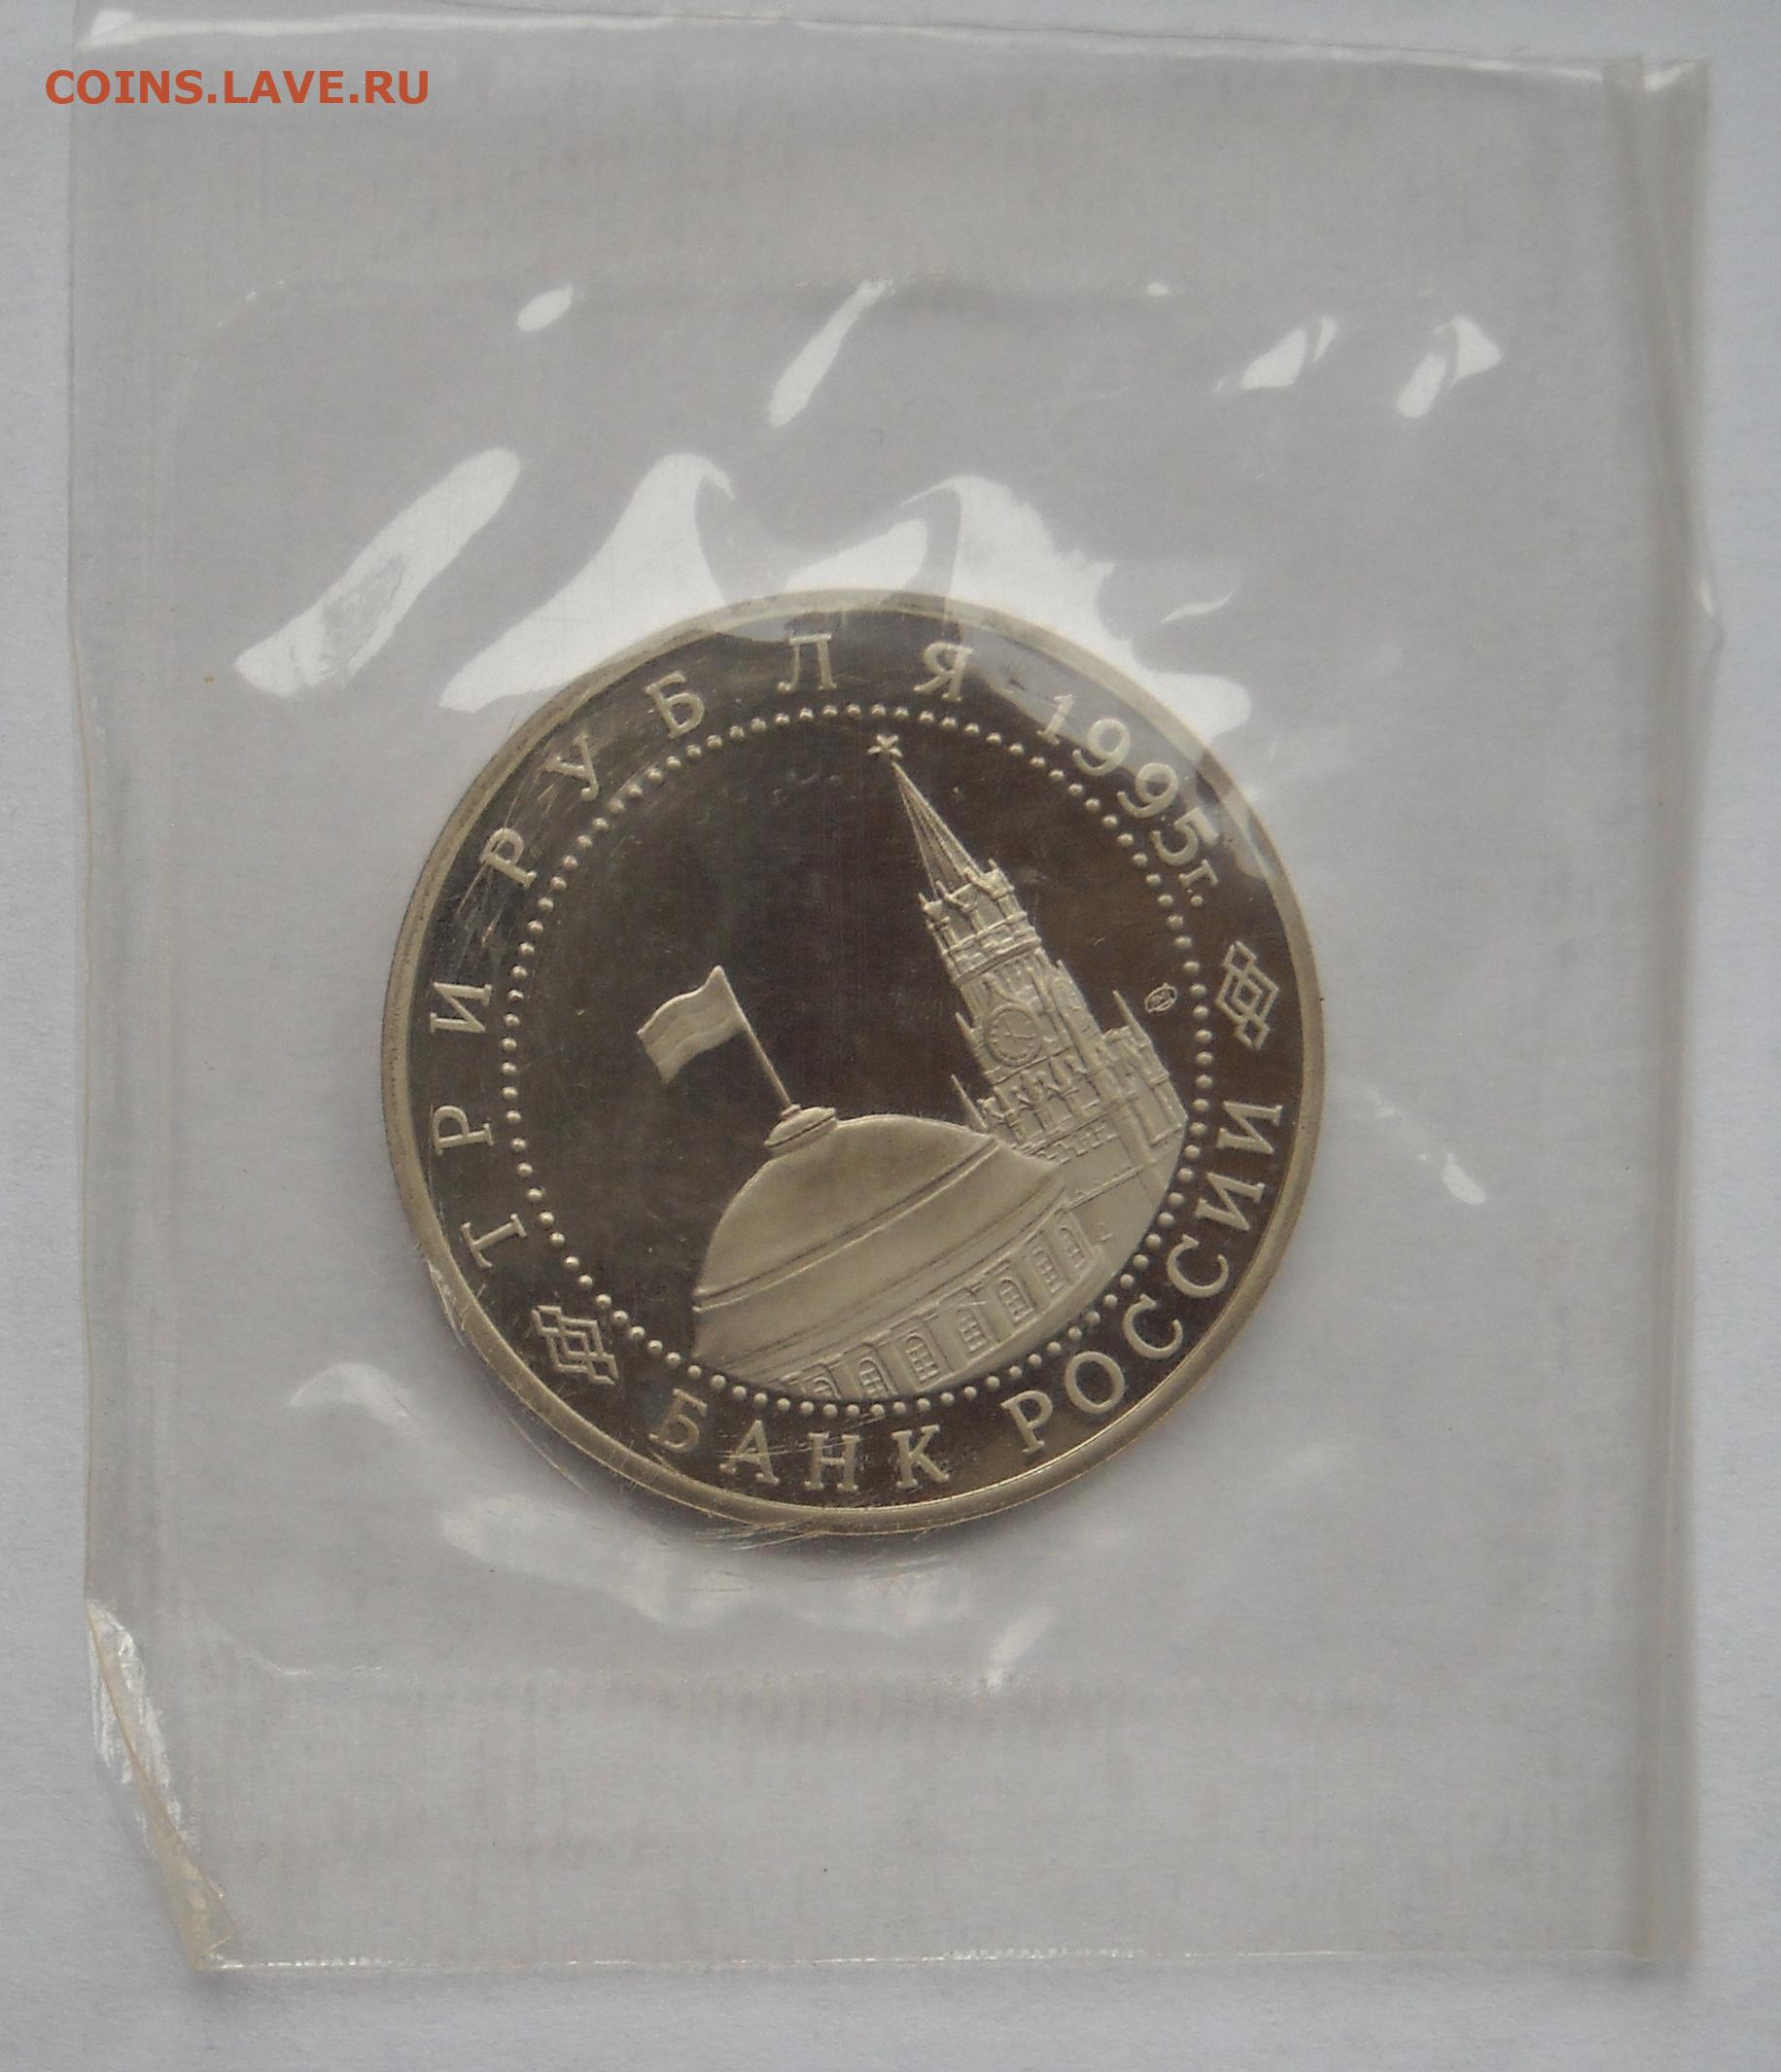 COINS.LAVE.RU
ТРИ РУБЛЯ 1995г.
БАНК РОССИИ